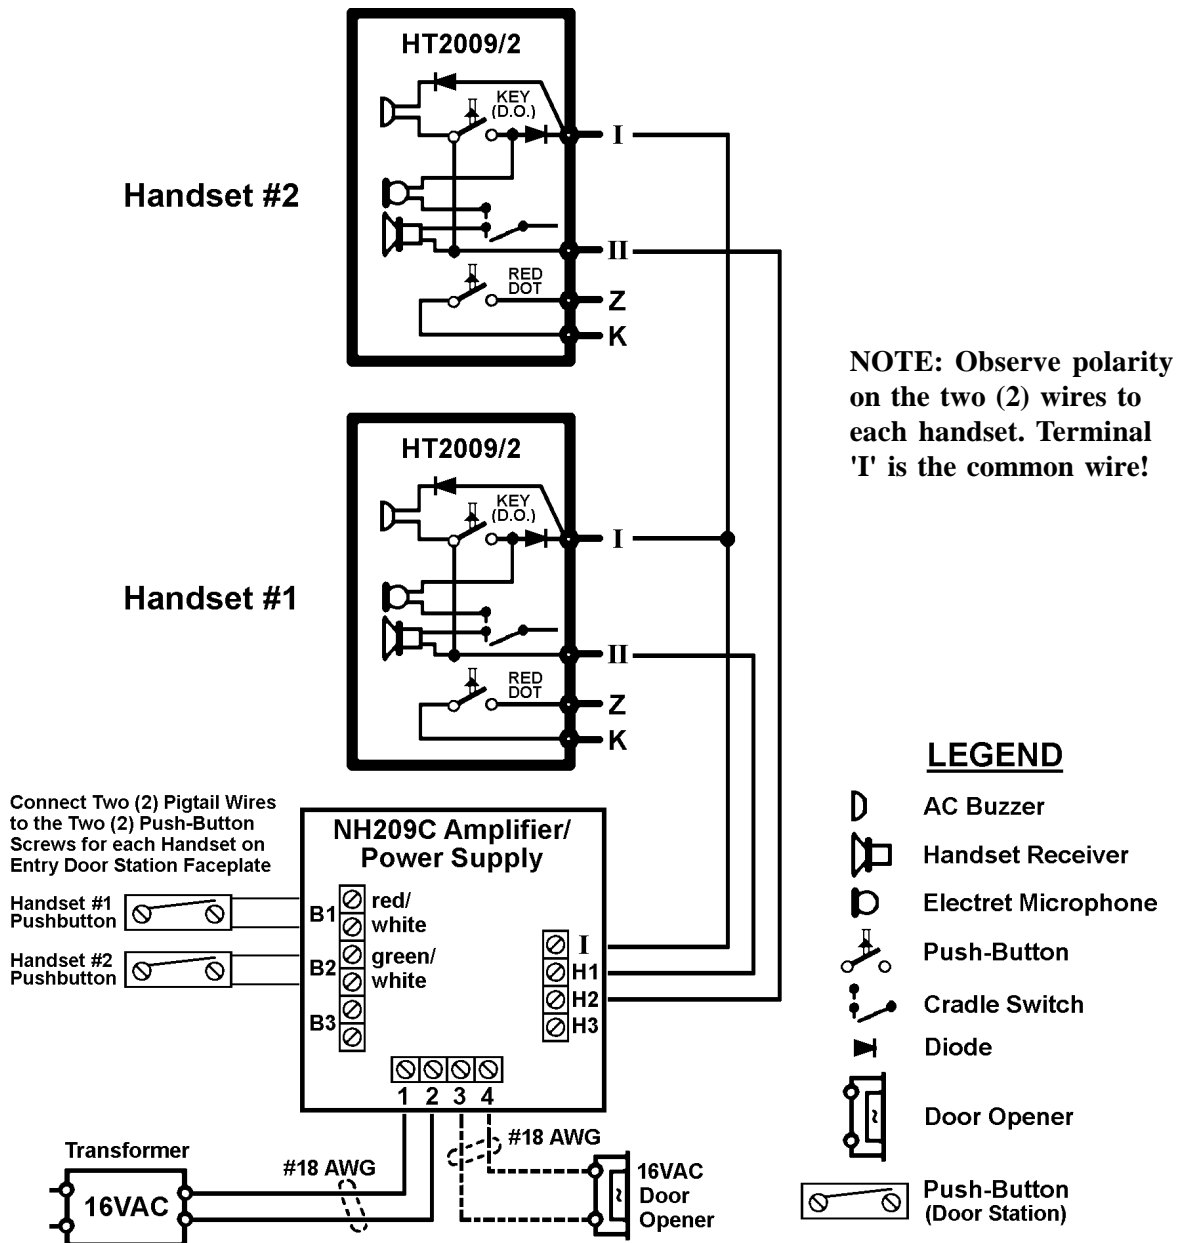 HT2009/2
KEY
(D.O.)
I
Handset #2
II
RED
DOT
Z
K
NOTE: Observe polarity
on the two (2) wires to
each handset. Terminal
'I' is the common wire!
HT2009/2
KEY
(D.O.)
I
Handset #1
II
RED
DOT
Z
K
Connect Two (2) Pigtail Wires
to the Two (2) Push-Button
Screws for each Handset on
Entry Door Station Faceplate
Handset #1
Pushbutton
Handset #2
Pushbutton
NH209C Amplifier/
Power Supply
B1
red/
white
B2
green/
white
B3
I
H1
H2
H3
1 2 3 4
#18 AWG
Transformer
16VAC
#18 AWG
16VAC
Door
Opener
~
LEGEND
AC Buzzer
Handset Receiver
Electret Microphone
Push-Button
Cradle Switch
Diode
~
Door Opener
Push-Button
(Door Station)